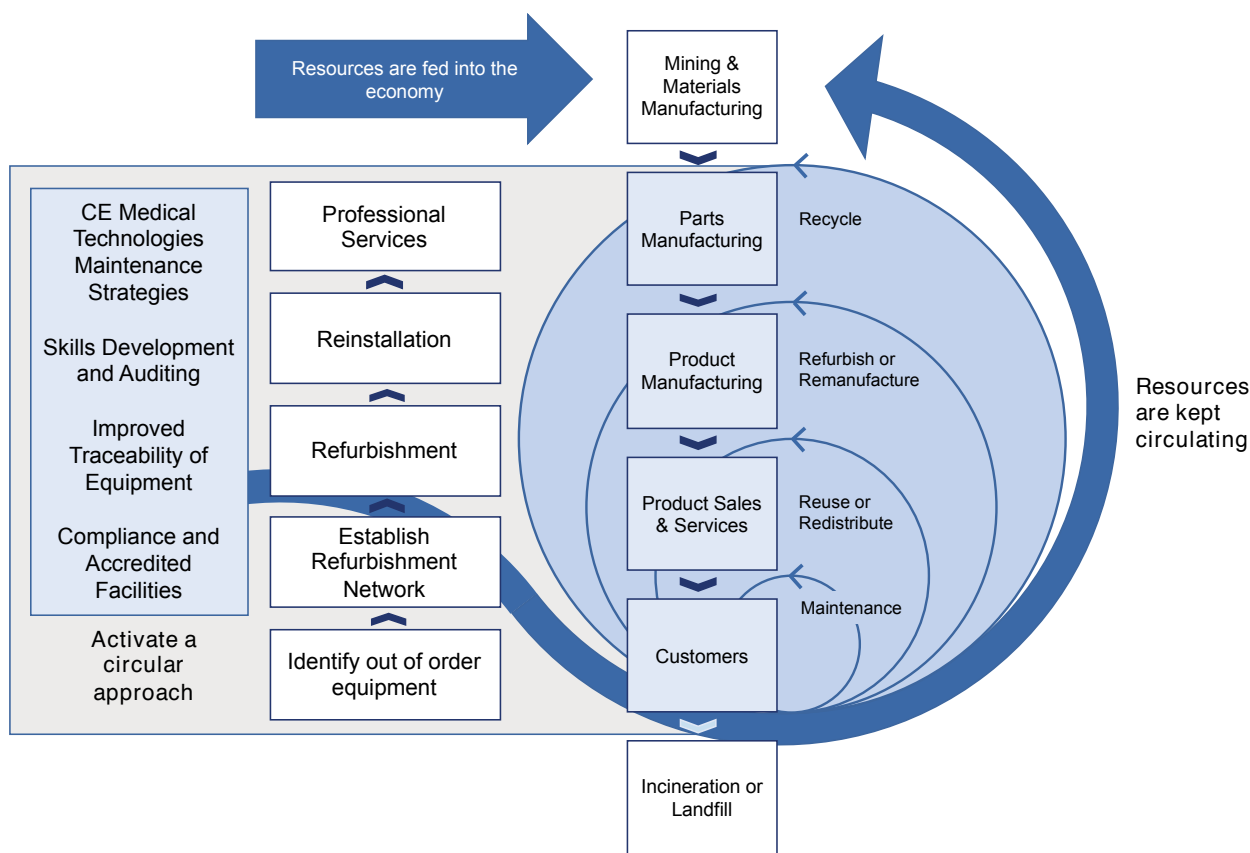 Resources are fed into the
economy
Mining &
Materials
Manufacturing
CE Medical
Technologies
Maintenance
Strategies
Skills Development
and Auditing
Improved
Traceability of
Equipment
Compliance and
Accredited
Facilities
Activate a
circular
approach
Professional
Services
Reinstallation
Refurbishment
Establish
Refurbishment
Network
Identify out of order
equipment
Parts
Manufacturing
Recycle
Product
Manufacturing
Refurbish or
Remanufacture
Product Sales
& Services
Reuse or
Redistribute
Customers
Maintenance
Incineration or
Landfill
Resources
are kept
circulating